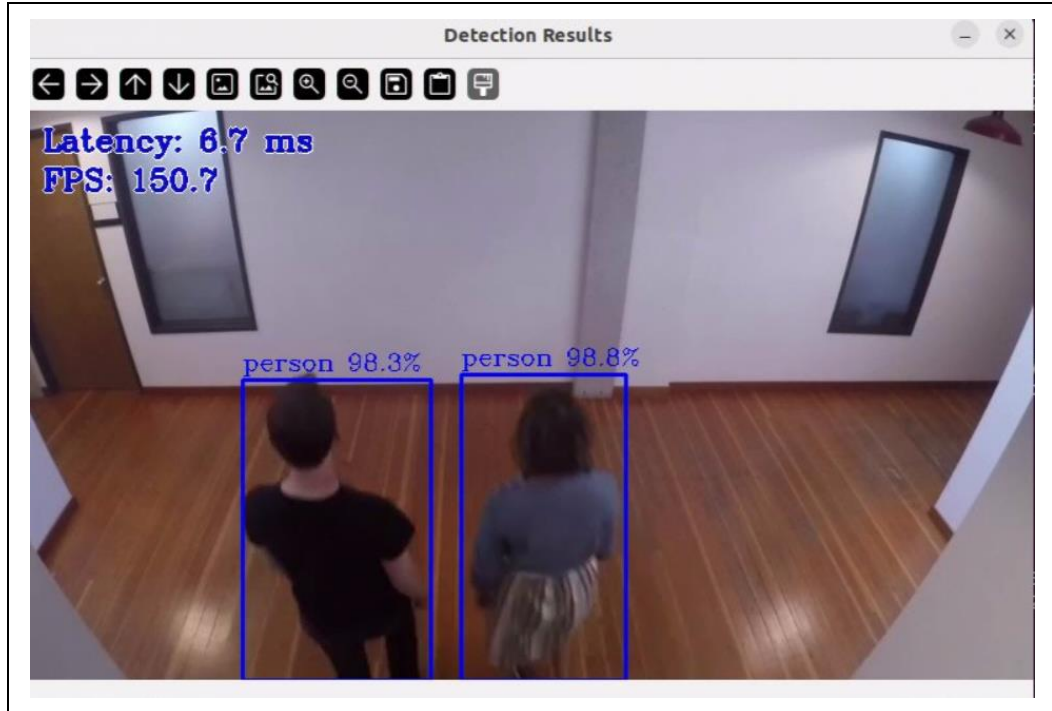 Detection Results
Latency: 6.7 ms
FPS: 150.7
person 98.3%
person 98.8%